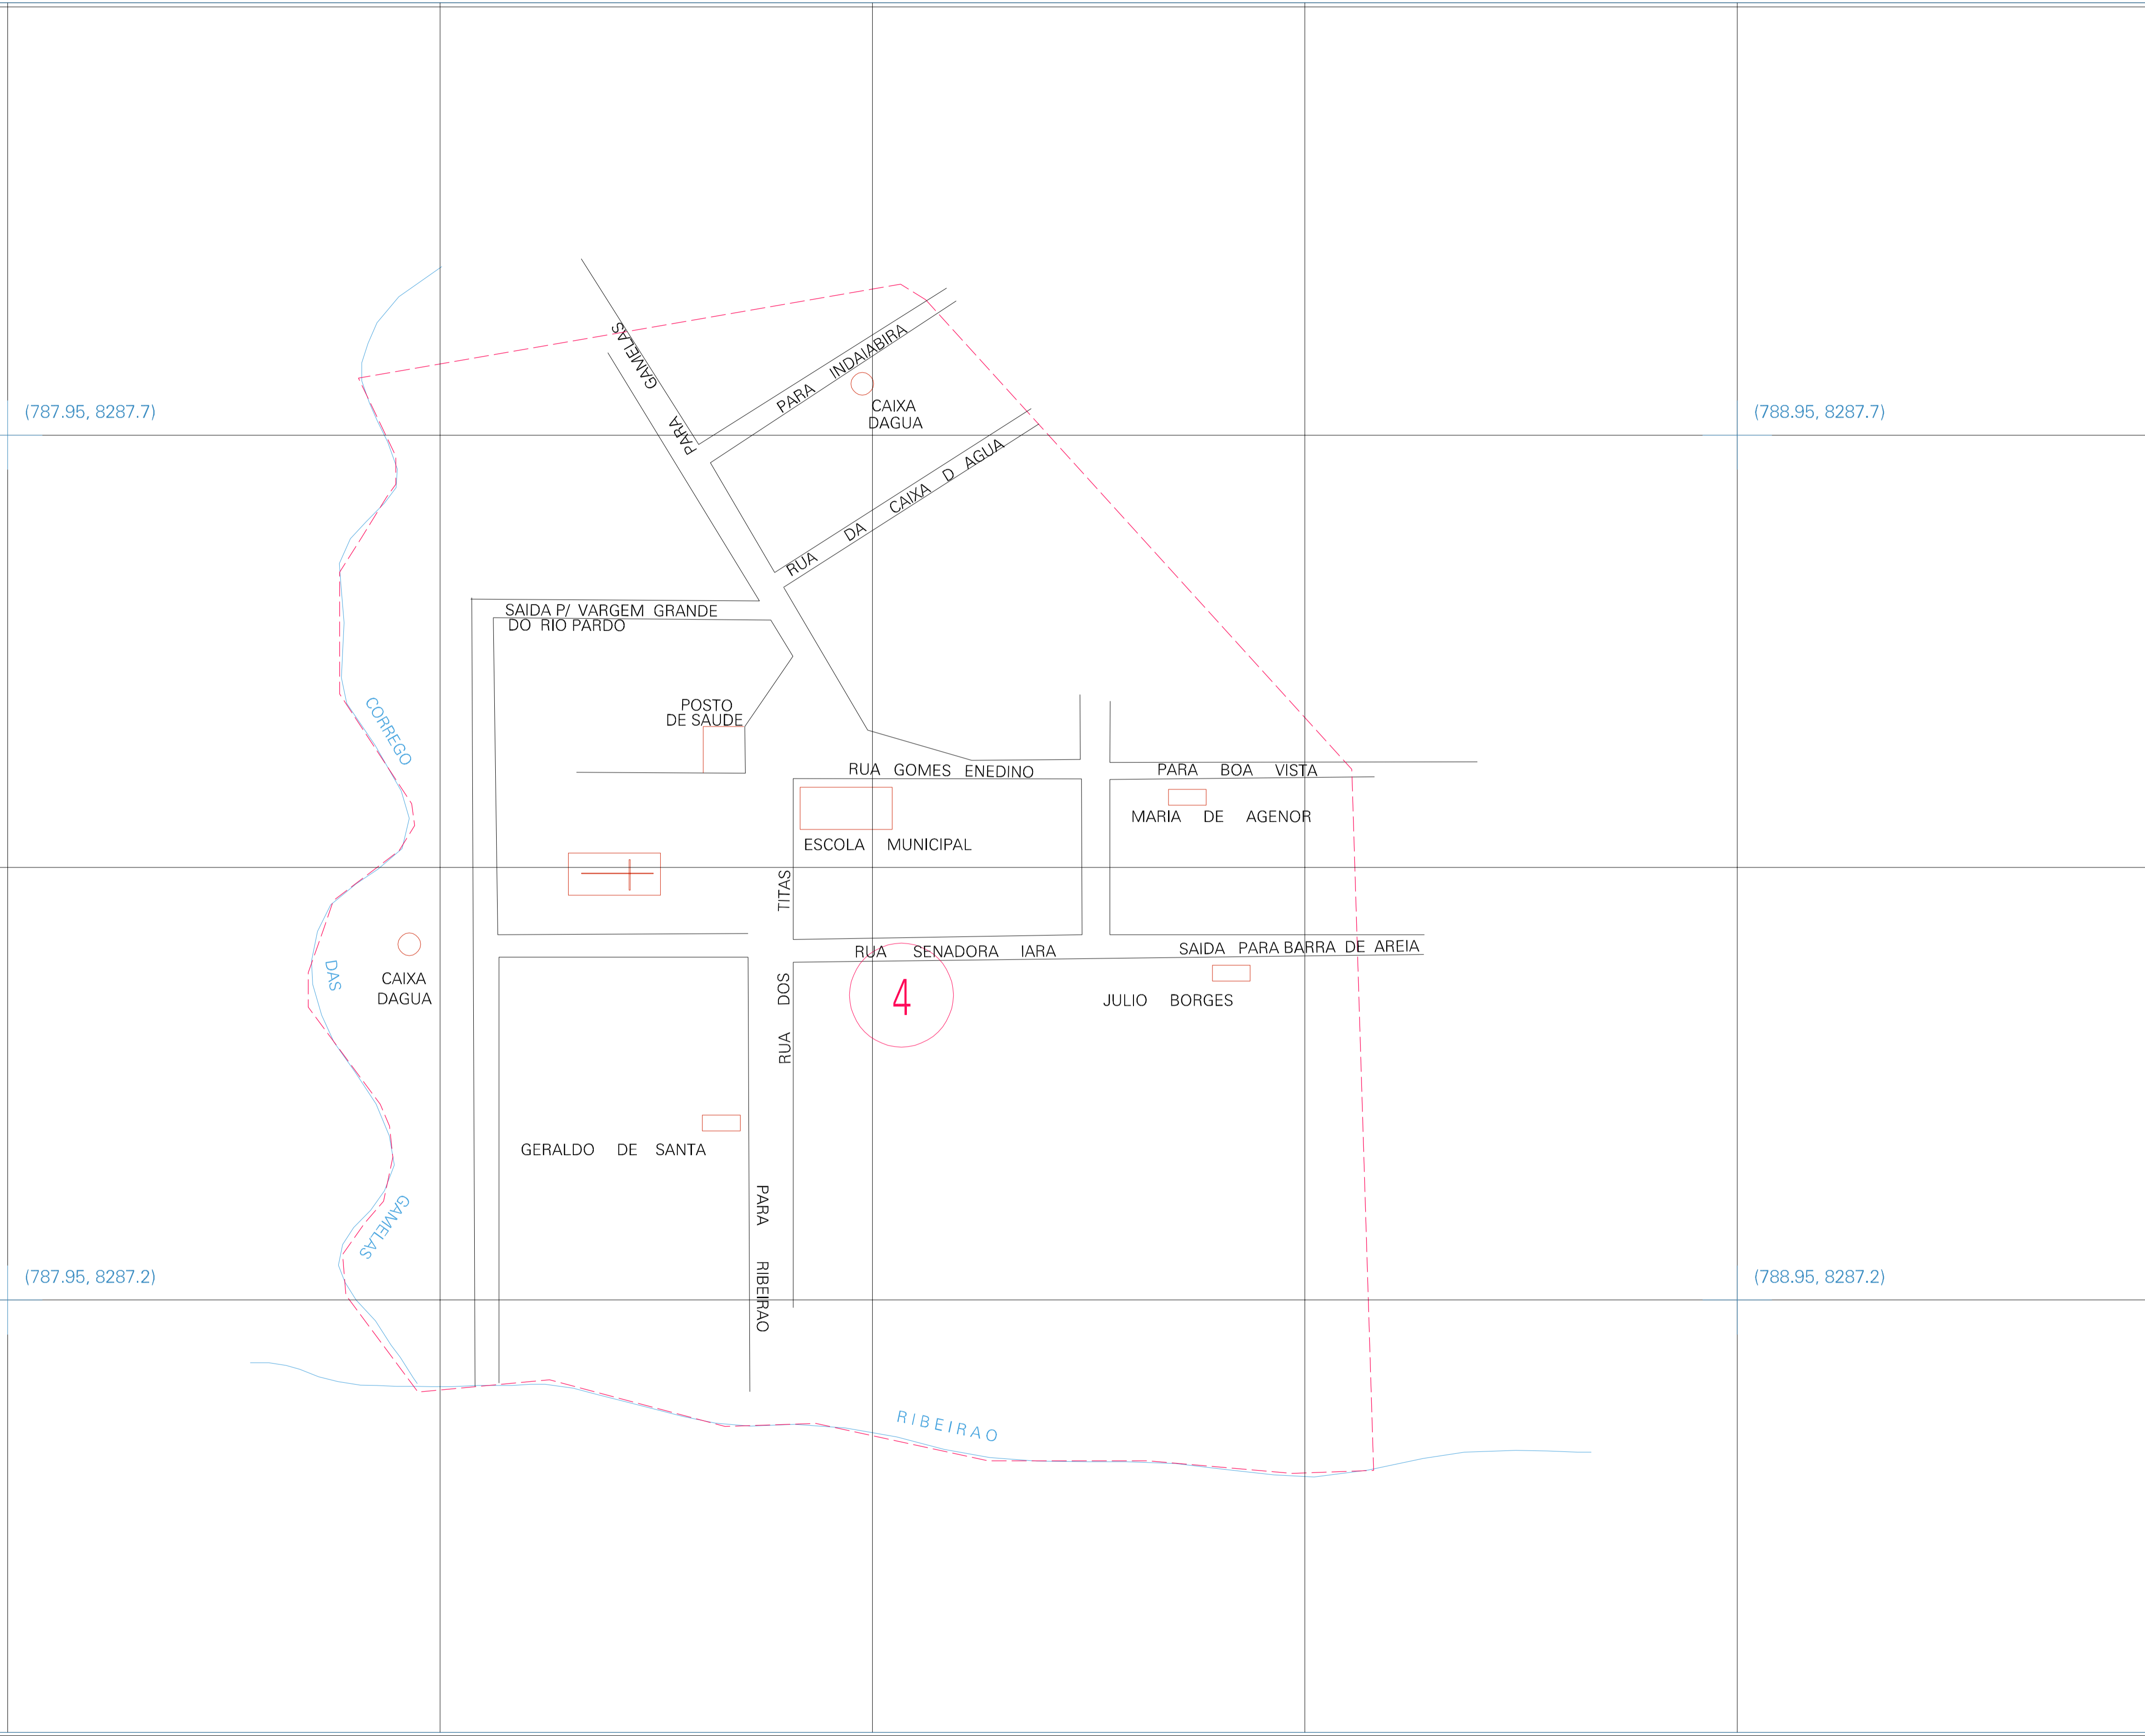 GAMELAS
PARA
PARA INDAIABIRA
CAIXA
DAGUA
(787.95, 8287.7)
(788.95, 8287.7)
RUA DA CAIXA D AGUA
SAIDA P/ VARGEM GRANDE
DO RIO PARDO
POSTO
DE SAUDE
CORREGO
RUA GOMES ENEDINO
PARA BOA VISTA
MARIA DE AGENOR
ESCOLA MUNICIPAL
RUA DOS TITAS
RUA SENADORA IARA
SAIDA PARA BARRA DE AREIA
DAS
CAIXA
DAGUA
4
JULIO BORGES
GERALDO DE SANTA
PARA RIBEIRAO
GAMELAS
(787.95, 8287.2)
(788.95, 8287.2)
RIBEIRAO